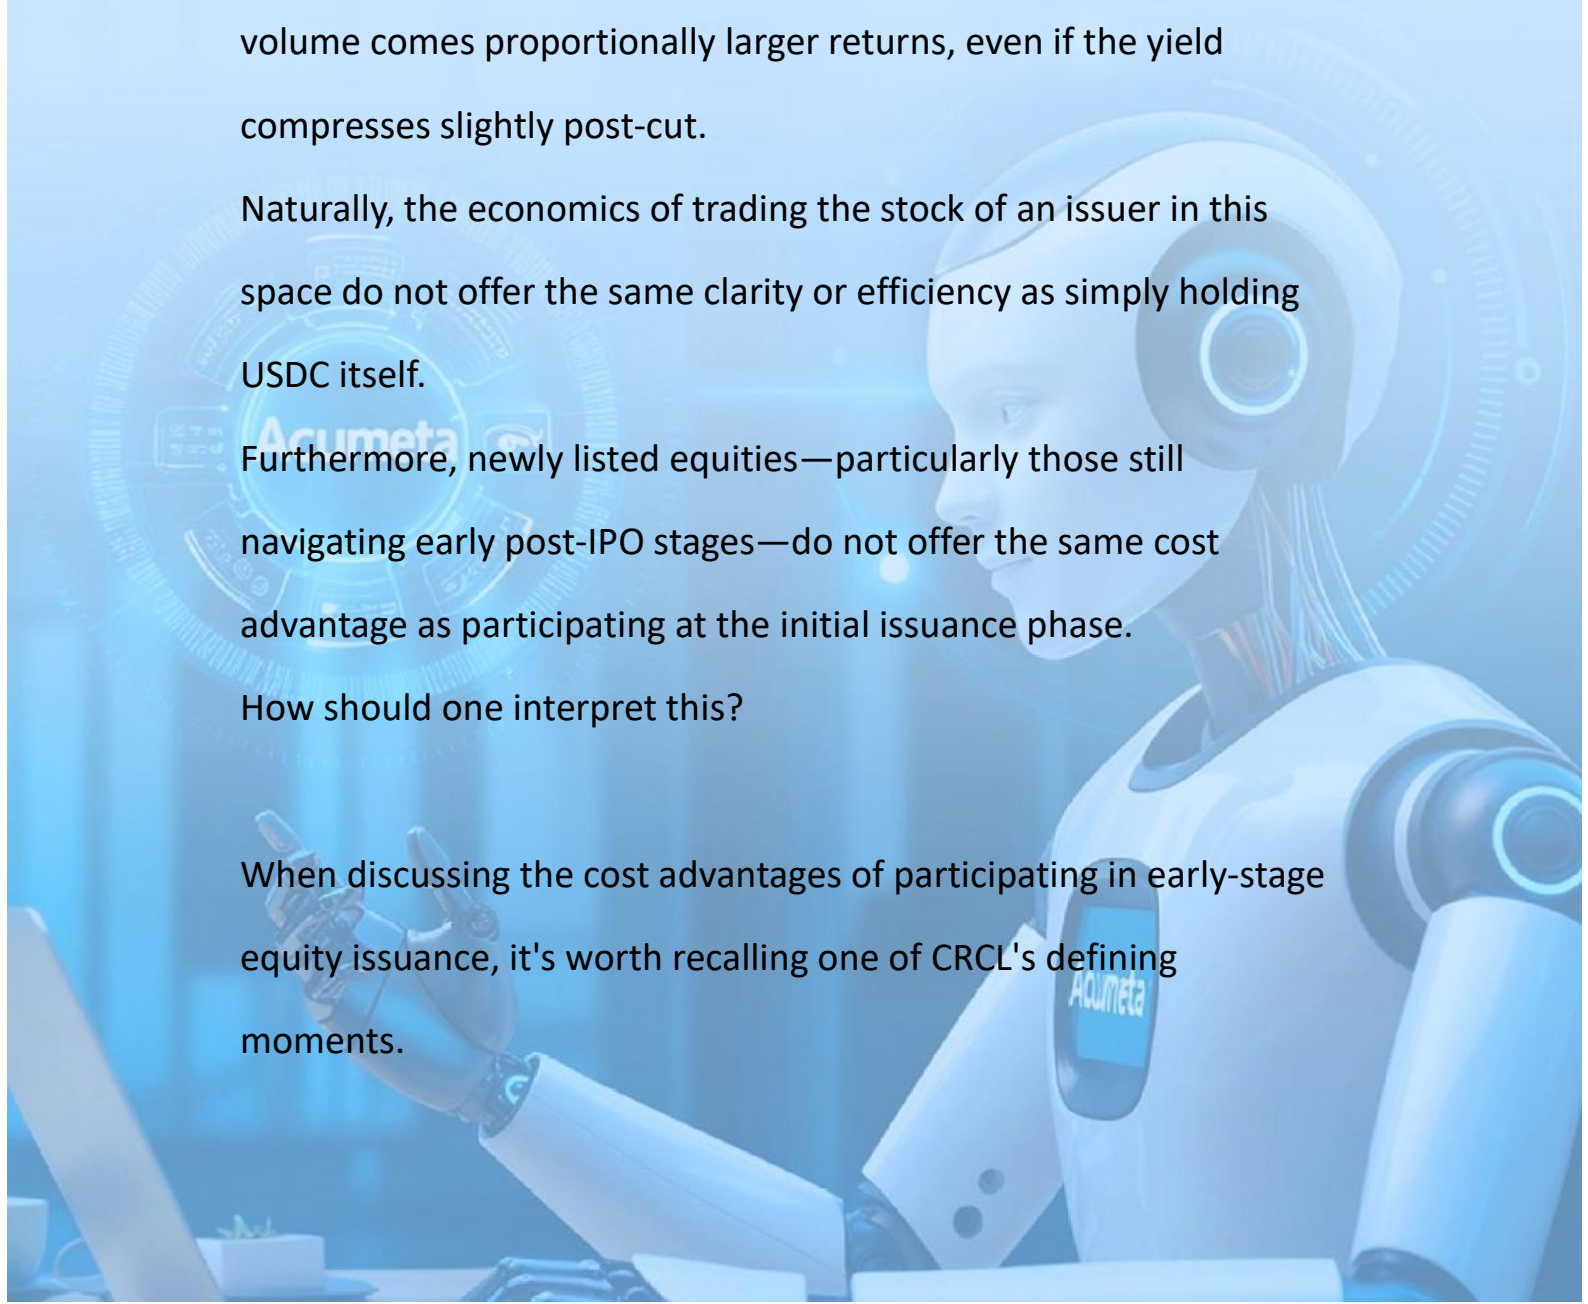 volume comes proportionally larger returns, even if the yield
compresses slightly post-cut.
Naturally, the economics of trading the stock of an issuer in this
space do not offer the same clarity or efficiency as simply holding
USDC itself.
Acumeta
Furthermore, newly listed equities—particularly those still
navigating early post-IPO stages—do not offer the same cost
advantage as participating at the initial issuance phase.
How should one interpret this?
When discussing the cost advantages of participating in early-stage
equity issuance, it's worth recalling one of CRCL's defining
Acumeta
moments.